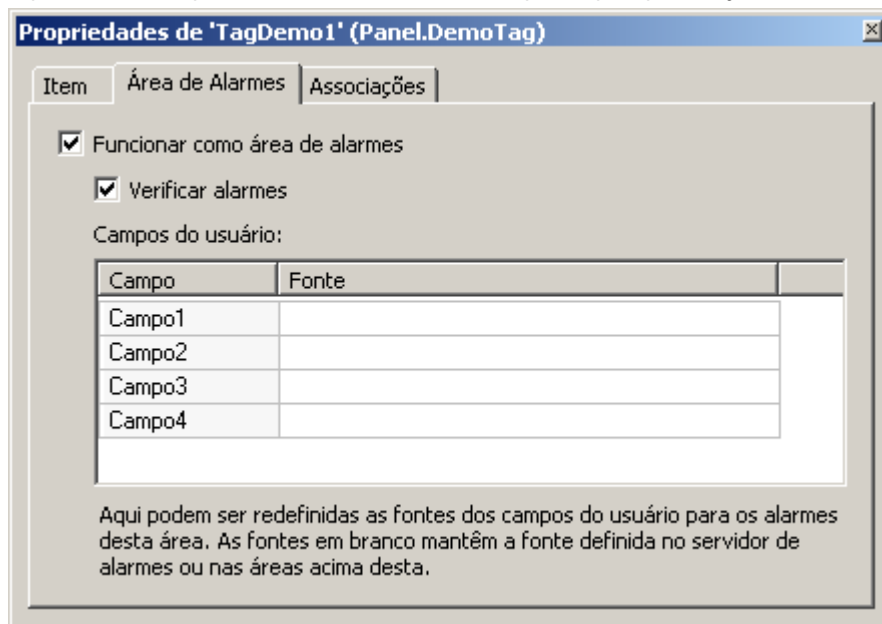 Propriedades de 'TagDemo1' (Panel.DemoTag)
Item Área de Alarmes Associações
Funcionar como área de alarmes
Verificar alarmes
Campos do usuário:
Campo Fonte
Campo1
Campo2
Campo3
Campo4
Aqui podem ser redefinidas as fontes dos campos do usuário para os alarmes
desta área. As fontes em branco mantêm a fonte definida no servidor de
alarmes ou nas áreas acima desta.